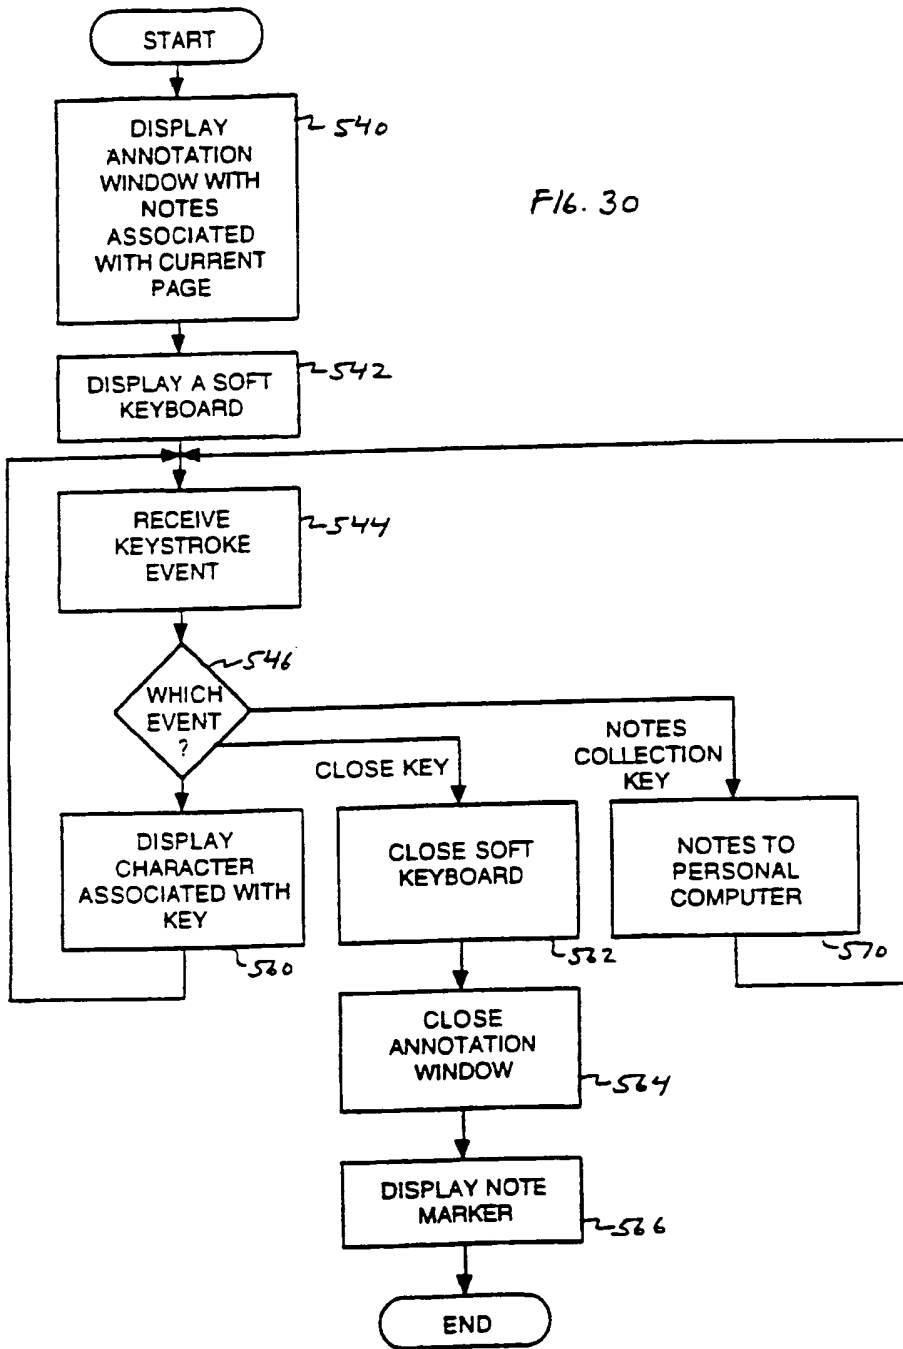 START
DISPLAY
ANNOTATION
WINDOW WITH
NOTES
ASSOCIATED
WITH CURRENT
PAGE
540
FIG. 30
DISPLAY A SOFT
KEYBOARD
542
RECEIVE
KEYSTROKE
EVENT
544
WHICH
EVENT
?
546
CLOSE KEY
NOTES
COLLECTION
KEY
DISPLAY
CHARACTER
ASSOCIATED WITH
KEY
560
CLOSE SOFT
KEYBOARD
562
NOTES TO
PERSONAL
COMPUTER
570
CLOSE
ANNOTATION
WINDOW
564
DISPLAY NOTE
MARKER
566
END